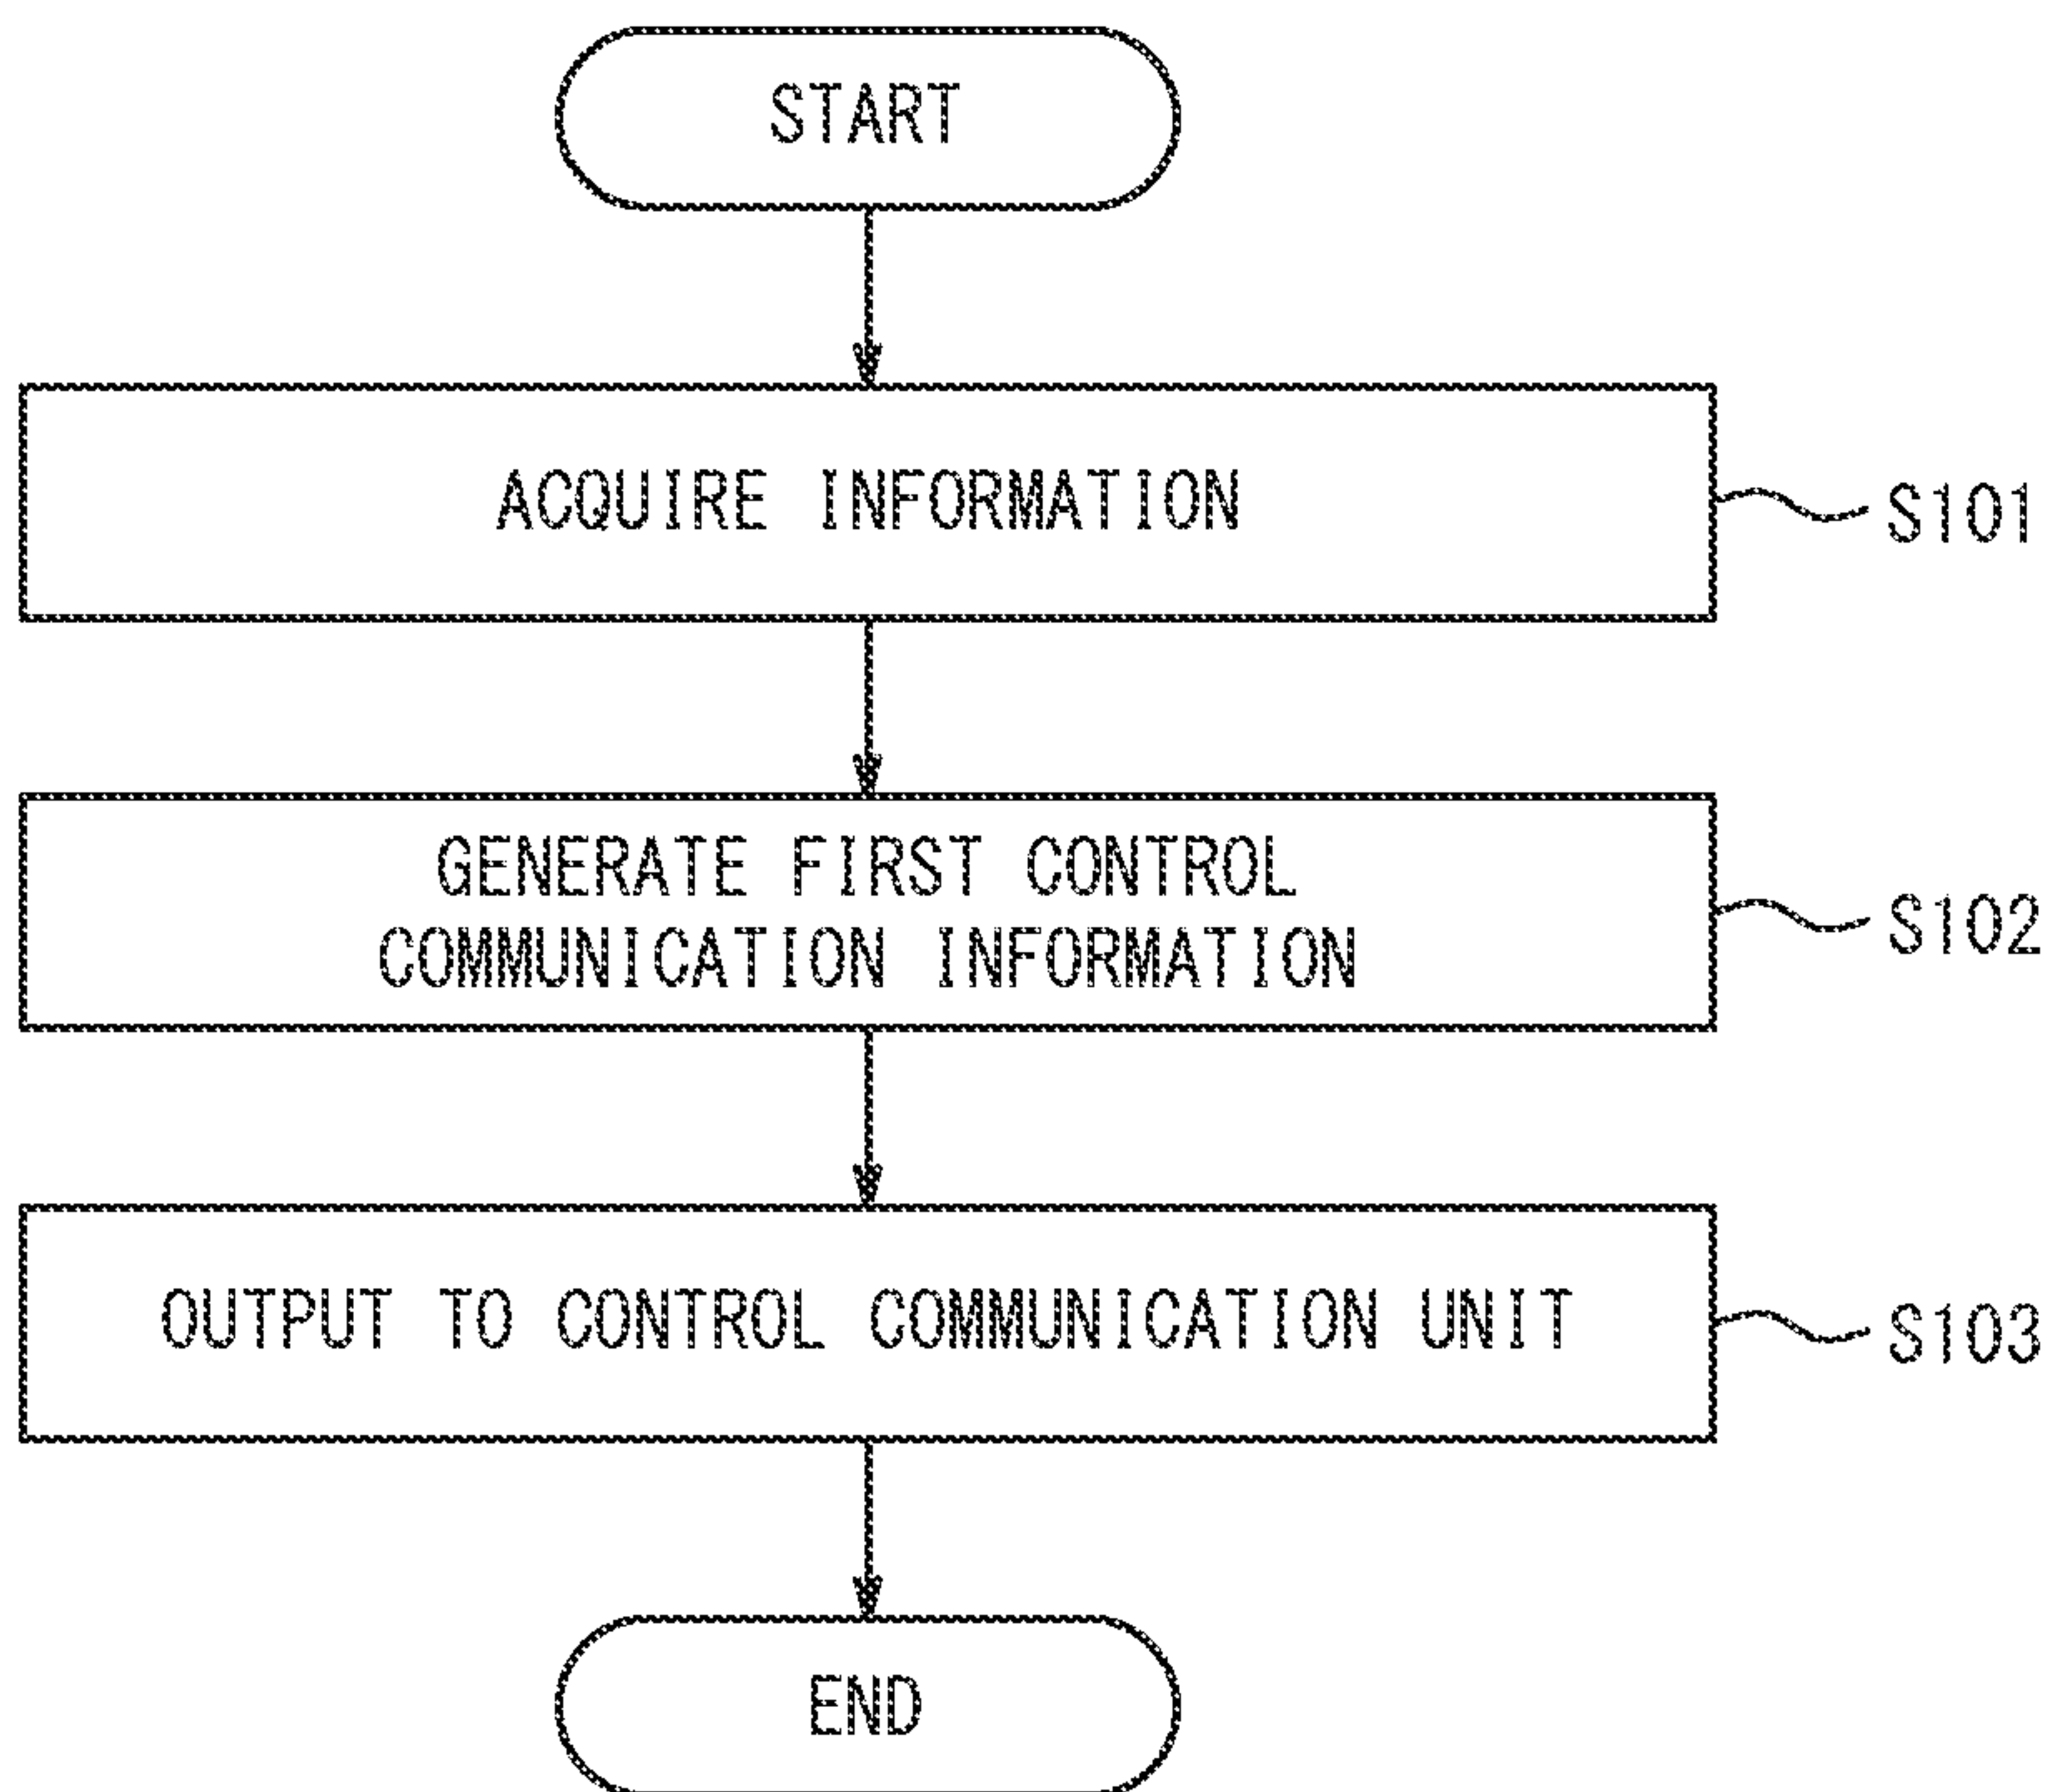 START
ACQUIRE INFORMATION
S101
GENERATE FIRST CONTROL
COMMUNICATION INFORMATION
S102
OUTPUT TO CONTROL COMMUNICATION UNIT
S103
END